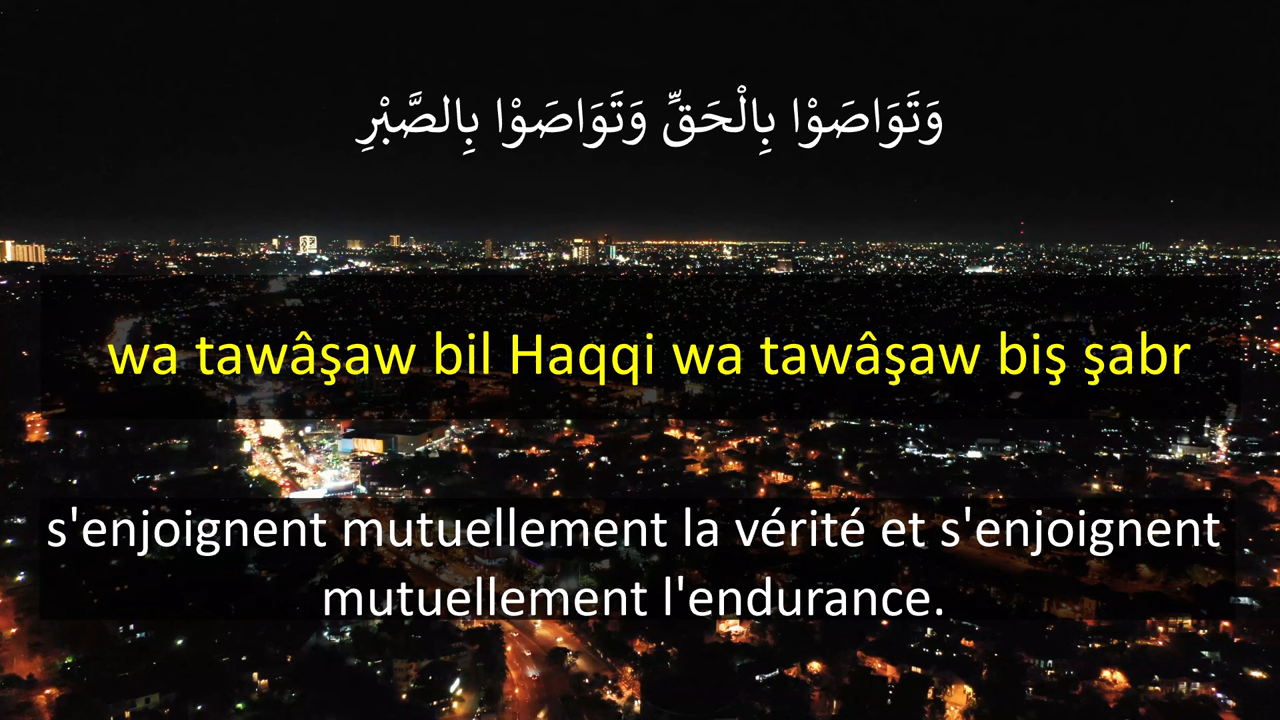 وَتَوَاصَوْا بِالْحَقِّ وَتَوَاصَوْا بِالصَّبْرِ
wa tawâşaw bil Haqqi wa tawâşaw biş şabr
s'enjoignent mutuellement la vérité et s'enjoignent
mutuellement l'endurance.